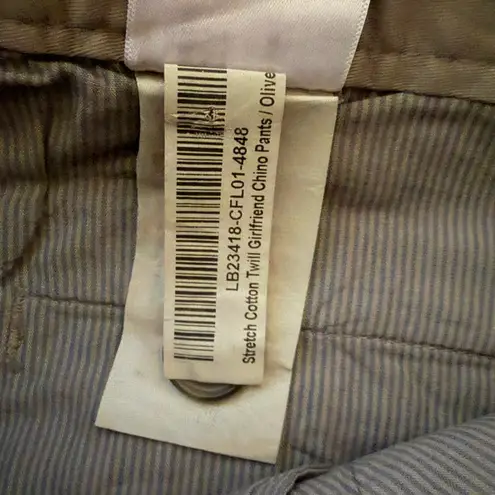 LB23418-CFL01-4848
Stretch Cotton Twill Girlfriend Chino Pants / Olive